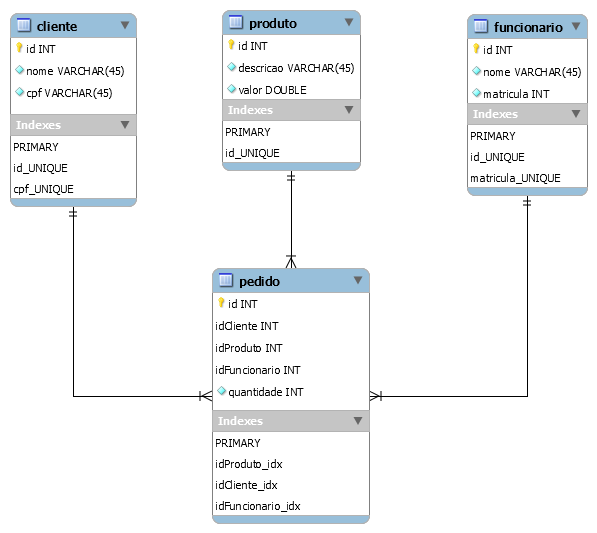 cliente
id INT
nome VARCHAR(45)
cpf VARCHAR(45)
Indexes
PRIMARY
id_UNIQUE
cpf_UNIQUE
produto
id INT
descricao VARCHAR(45)
valor DOUBLE
Indexes
PRIMARY
id_UNIQUE
funcionario
id INT
nome VARCHAR(45)
matricula INT
Indexes
PRIMARY
id_UNIQUE
matricula_UNIQUE
pedido
id INT
idCliente INT
idProduto INT
idFuncionario INT
quantidade INT
Indexes
PRIMARY
idProduto_idx
idCliente_idx
idFuncionario_idx